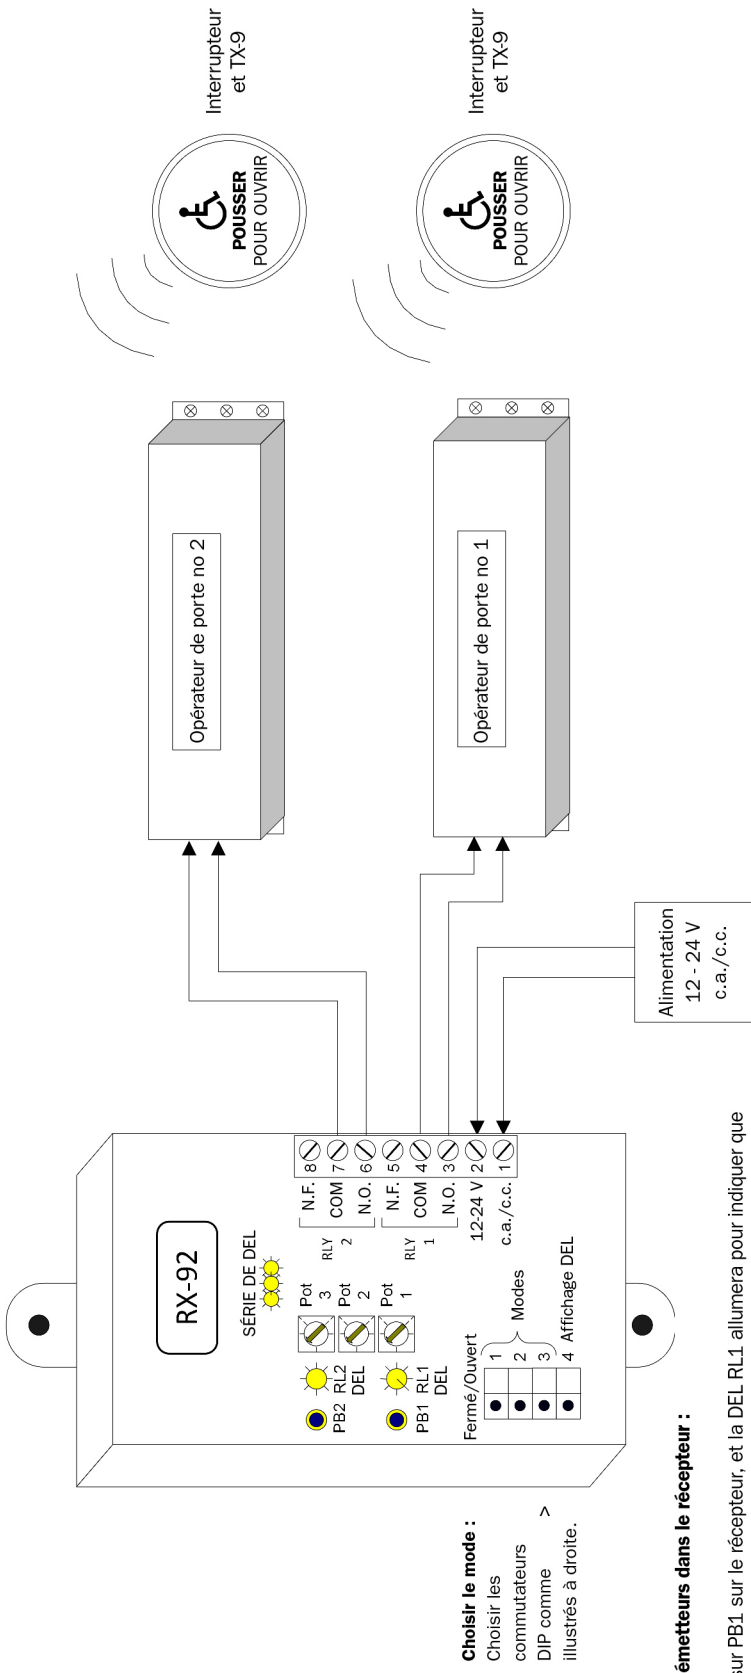 Choisir le mode :
Choisir les
commutateurs
DIP comme >
illustrés à droite.
RX-92
SÉRIE DE DEL
PB2
RL2
DEL
Pot
3
Pot
2
PB1
RL1
DEL
Pot
1
Fermé/Ouvert
1
2
3
4
Modes
Affichage DEL
RLY
2
N.F. 8
COM 7
N.O. 6
RLY
1
N.F. 5
COM 4
N.O. 3
12-24 V 2
c.a./c.c. 1
Alimentation
12 - 24 V
c.a./c.c.
Opérateur de porte no 2
Opérateur de porte no 1
POUSSER
POUR OUVRIR
Interrupteur
et TX-9
POUSSER
POUR OUVRIR
Interrupteur
et TX-9
émetteurs dans le récepteur :
sur PB1 sur le récepteur, et la DEL RL1 allumera pour indiquer que